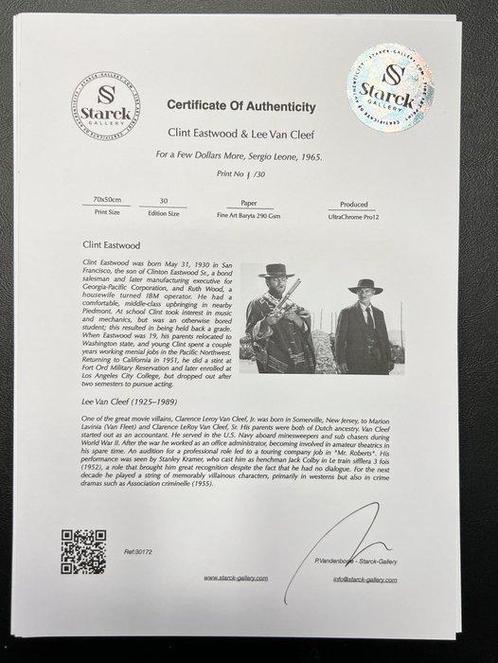 STARCK-GALLERY.COM
SS
Starck
GALLERY
STARCK-GALLERY.COM
SS
Starck
GALLERY
Certificate Of Authenticity
Clint Eastwood & Lee Van Cleef
For a Few Dollars More, Sergio Leone, 1965.
Print No 1 /30
70x50cm 30 Paper Produced
Print Size Edition Size Fine Art Baryta 290 Gsm UltraChrome Pro12
Clint Eastwood
Clint Eastwood was born May 31, 1930 in San
Francisco, the son of Clinton Eastwood Sr., a bond
salesman and later manufacturing executive for
Georgia-Pacific Corporation, and Ruth Wood, a
housewife turned IBM operator. He had a
comfortable, middle-class upbringing in nearby
Piedmont. At school Clint took interest in music
and mechanics, but was an otherwise bored
student; this resulted in being held back a grade.
When Eastwood was 19, his parents relocated to
Washington state, and young Clint spent a couple
years working menial jobs in the Pacific Northwest.
Returning to California in 1951, he did a stint at
Fort Ord Military Reservation and later enrolled at
Los Angeles City College, but dropped out after
two semesters to pursue acting.
Lee Van Cleef (1925-1989)
One of the great movie villains, Clarence Leroy Van Cleef, Jr. was born in Somerville, New Jersey, to Marion
Lavinia (Van Fleet) and Clarence LeRoy Van Cleef, Sr. His parents were both of Dutch ancestry. Van Cleef
started out as an accountant. He served in the U.S. Navy aboard minesweepers and sub chasers during
World War II. After the war he worked as an office administrator, becoming involved in amateur theatrics in
his spare time. An audition for a professional role led to a touring company job in "Mr. Roberts". His
performance was seen by Stanley Kramer, who cast him as henchman Jack Colby in Le train sifflera 3 fois
(1952), a role that brought him great recognition despite the fact that he had no dialogue. For the next
decade he played a string of memorably villainous characters, primarily in westerns but also in crime
dramas such as Association criminelle (1955).
Ref:30172
P.Vandenbogie - Starck-Gallery
www.starck-gallery.com info@starck-gallery.com